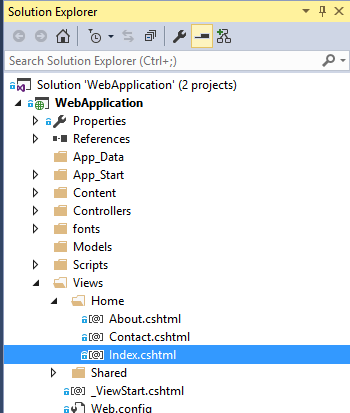 Solution Explorer
Search Solution Explorer (Ctrl+;)
Solution 'WebApplication' (2 projects)
WebApplication
Properties
References
App_Data
App_Start
Content
Controllers
fonts
Models
Scripts
Views
Home
[@] About.cshtml
[@] Contact.cshtml
[@] Index.cshtml
Shared
[@] _ViewStart.cshtml
Web.config